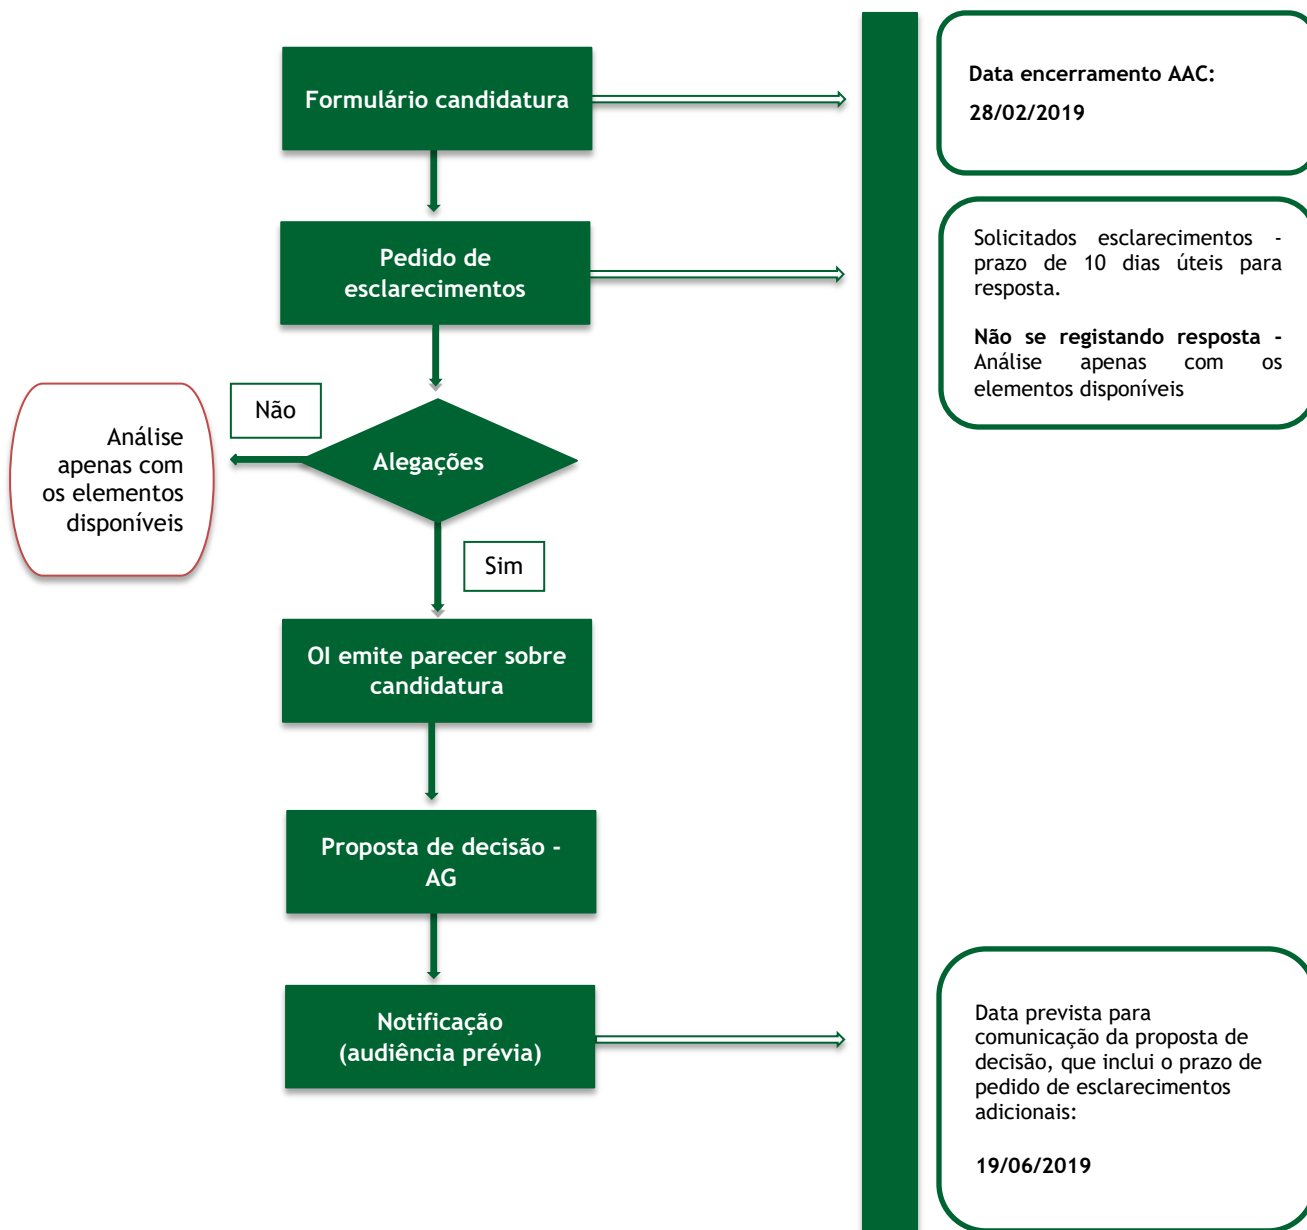 Formulário candidatura
Data encerramento AAC:
28/02/2019
Pedido de
esclarecimentos
Solicitados esclarecimentos -
prazo de 10 dias úteis para
resposta.
Não se registando resposta -
Análise apenas com os
elementos disponíveis
Não
Análise
apenas com
os elementos
disponíveis
Alegações
Sim
OI emite parecer sobre
candidatura
Proposta de decisão -
AG
Notificação
(audiência prévia)
Data prevista para
comunicação da proposta de
decisão, que inclui o prazo de
pedido de esclarecimentos
adicionais:
19/06/2019